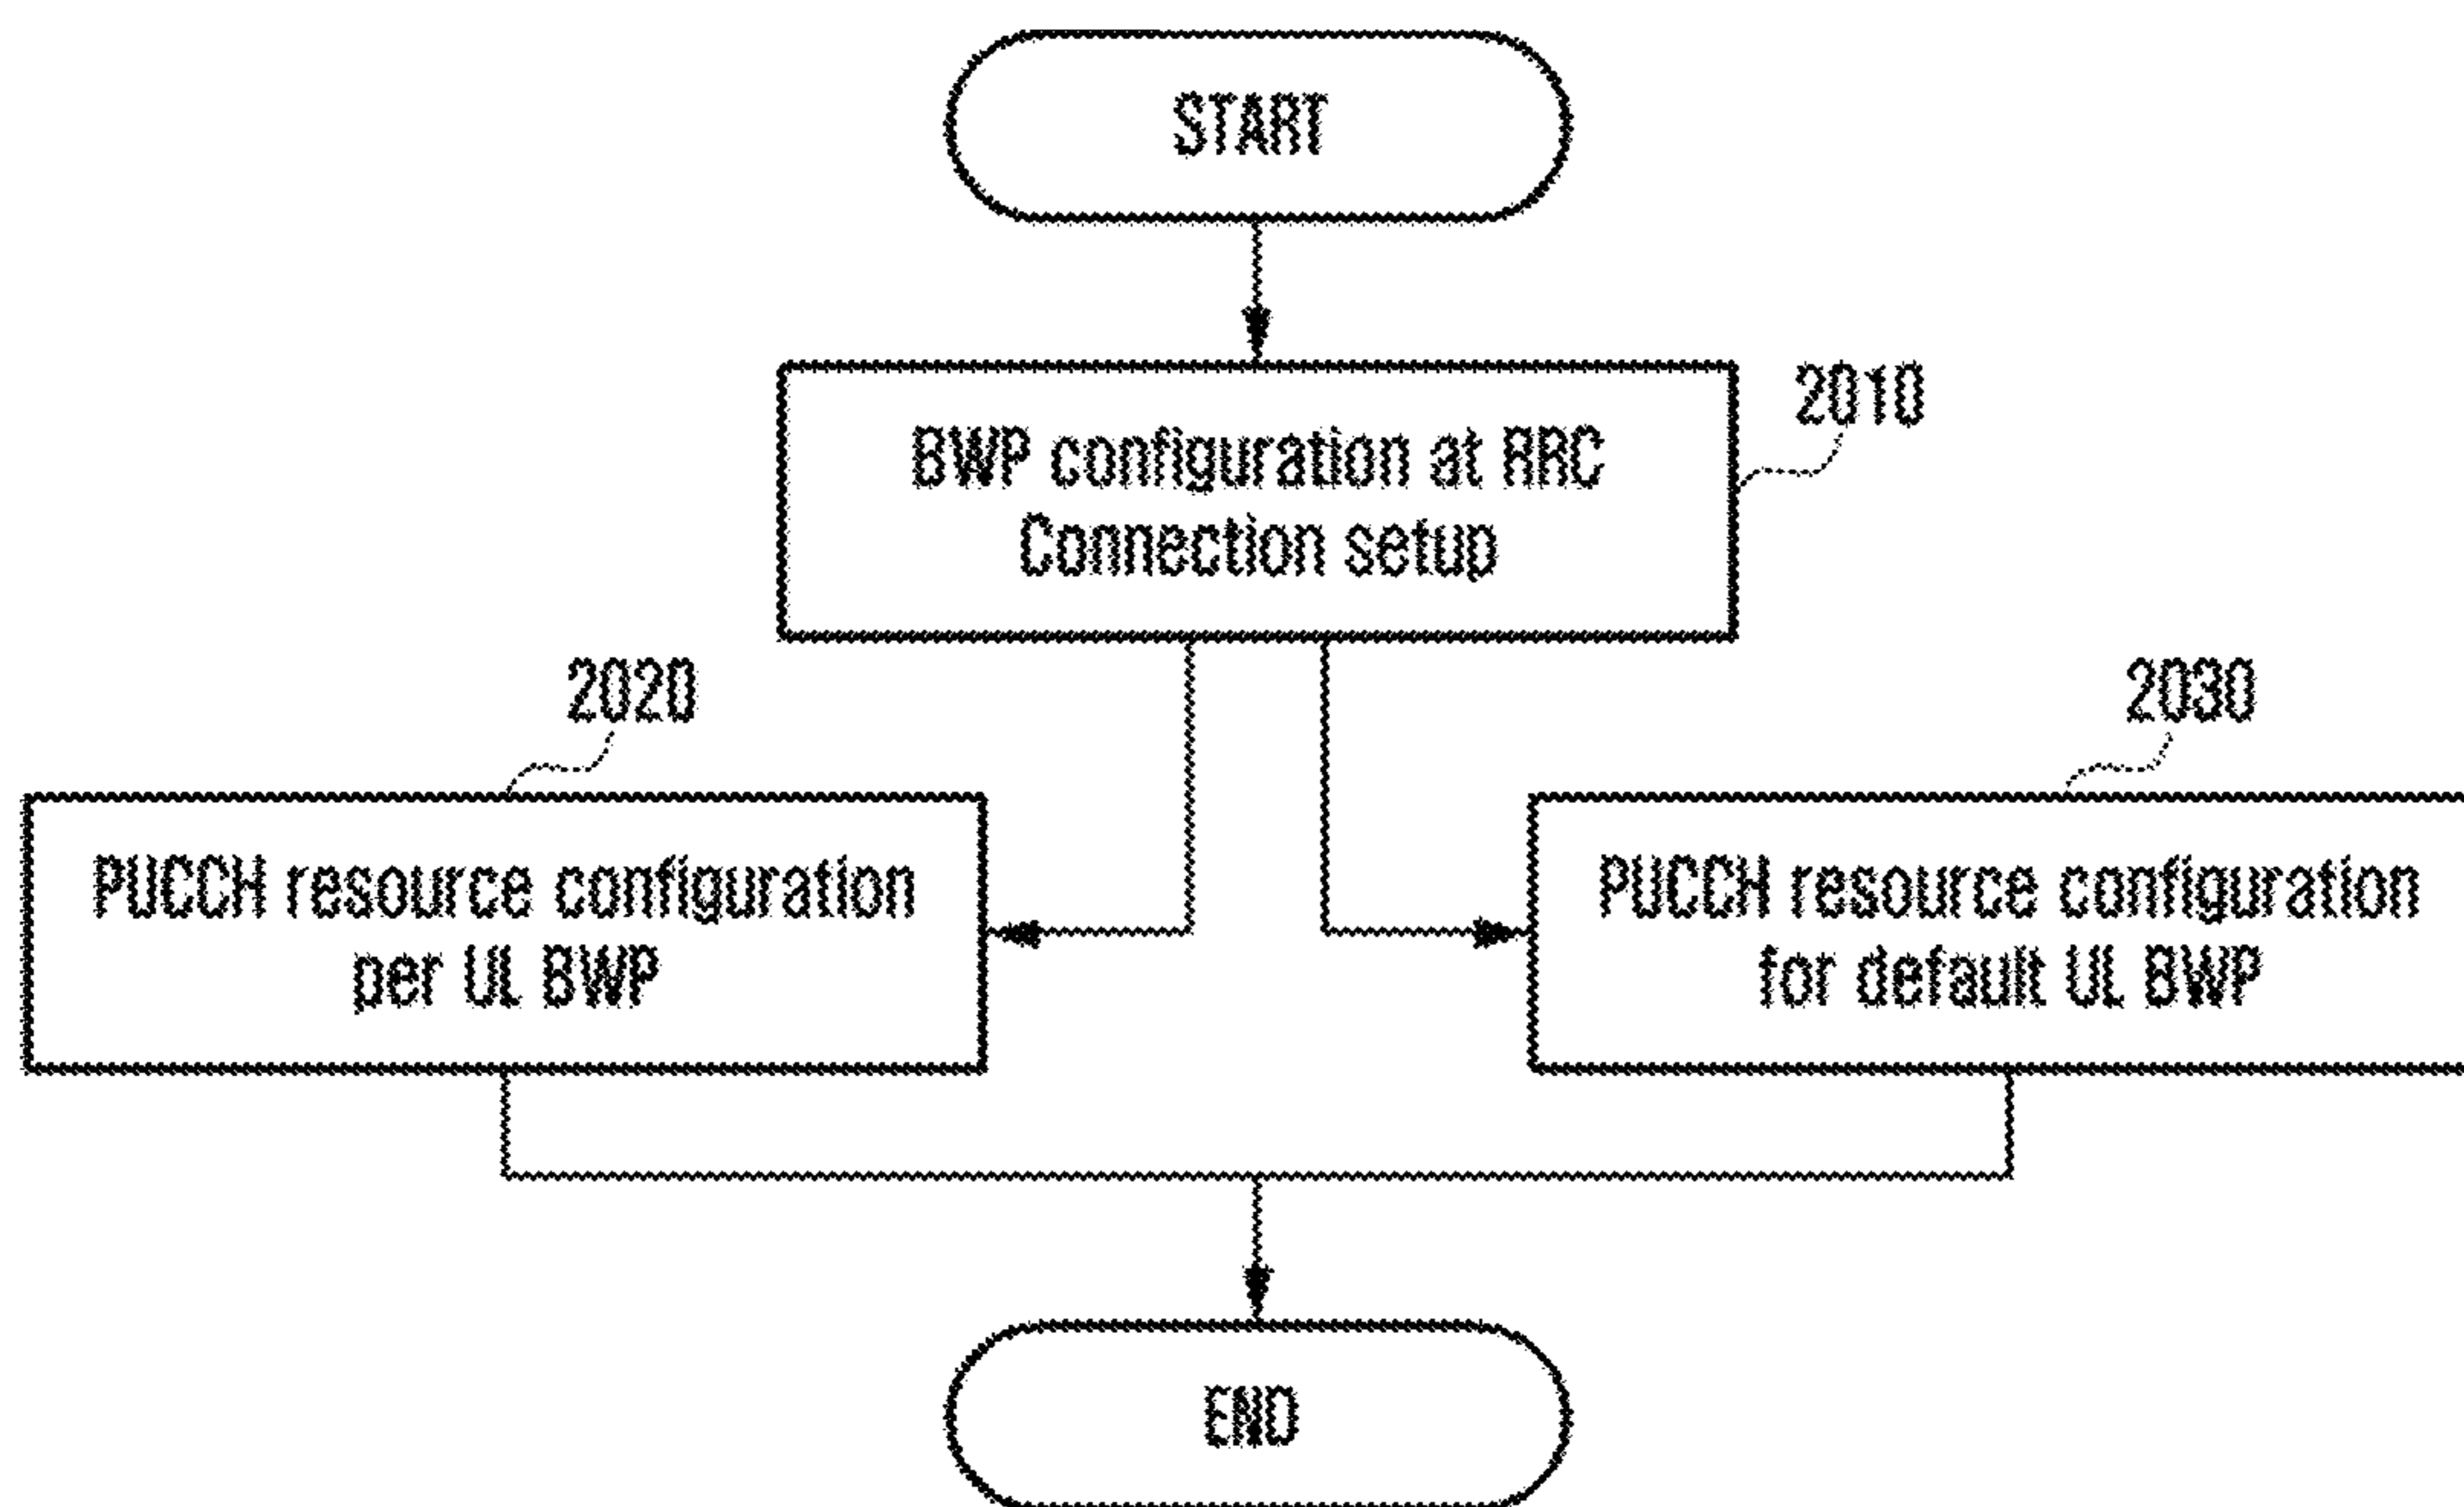 START
BWP configuration at RRC
Connection setup
2010
2020
PUCCH resource configuration
per UL BWP
2030
PUCCH resource configuration
for default UL BWP
END